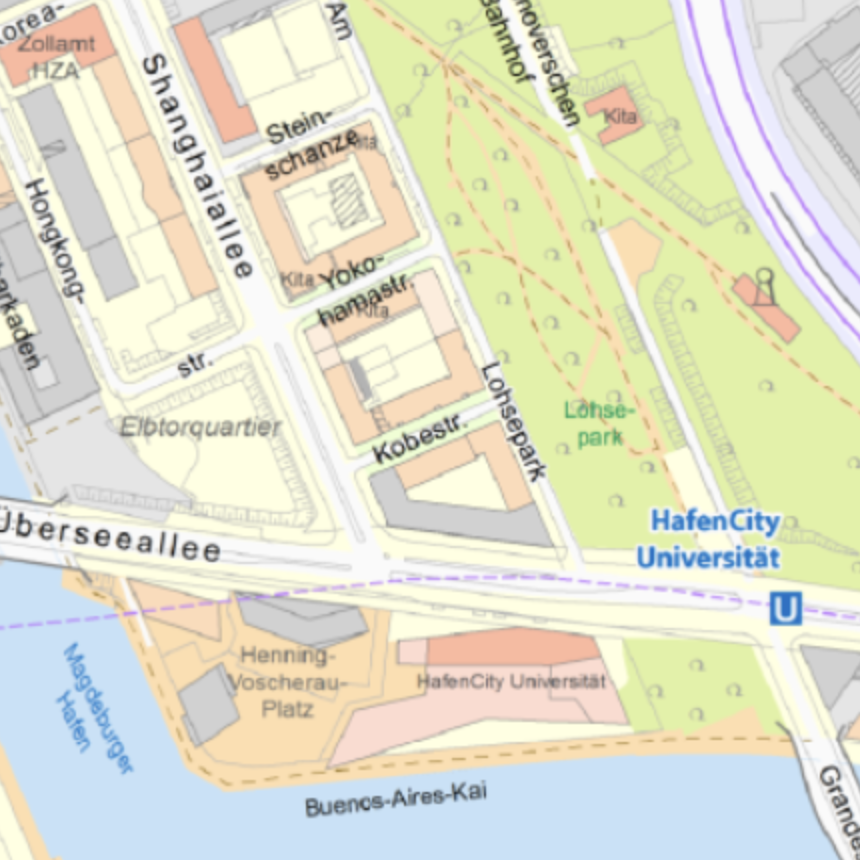 Korea-
Zollamt
HZA
Am
Bahnhof
Shanghaiallee
Stein-
schanze
Kita
Kita
Hongkong-
Yoko-
hamastr.
Kita
Kita
str.
Lohsepark
Elbtorquartier
Kobestr.
Lohse-
park
Überseeallee
HafenCity
Universität
U
Henning-
Voscherau-
Platz
HafenCity Universität
Magdeburger
Hafen
Buenos-Aires-Kai